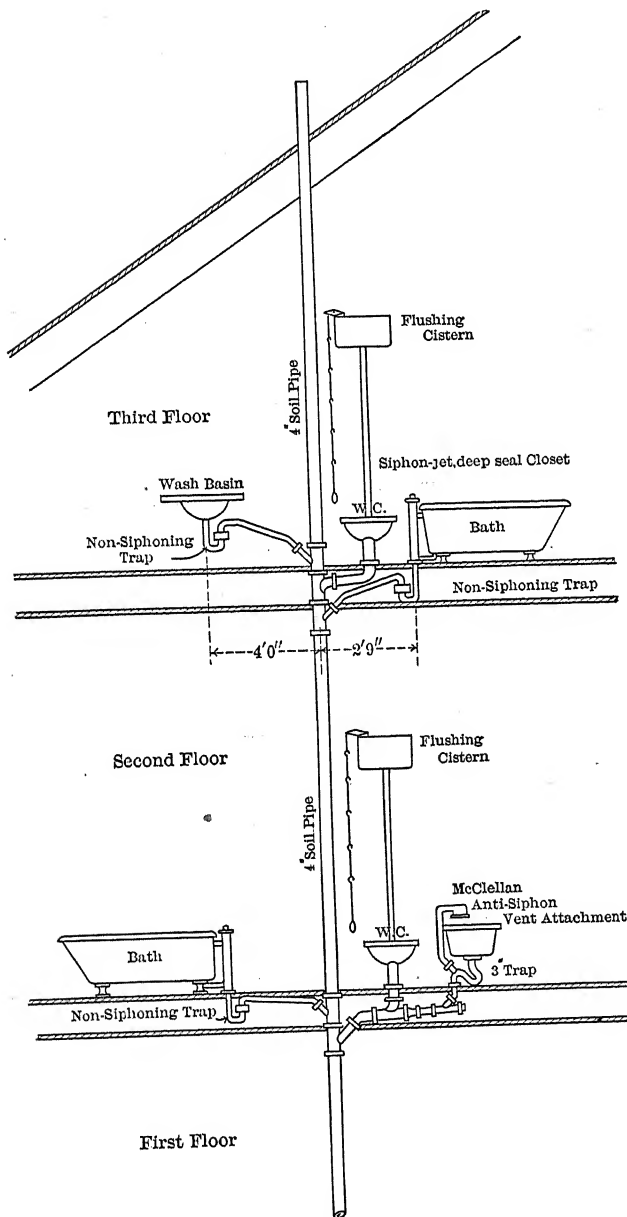 Flushing
Cistern
4" Soil Pipe
Third Floor
Siphon-jet, deep seal Closet
Wash Basin
W.C.
Bath
Non-Siphoning
Trap
Non-Siphoning Trap
4'0"
2'9"
Second Floor
Flushing
Cistern
4" Soil Pipe
McClellan
Anti-Siphon
Vent Attachment
W.C.
Bath
3" Trap
Non-Siphoning Trap
First Floor